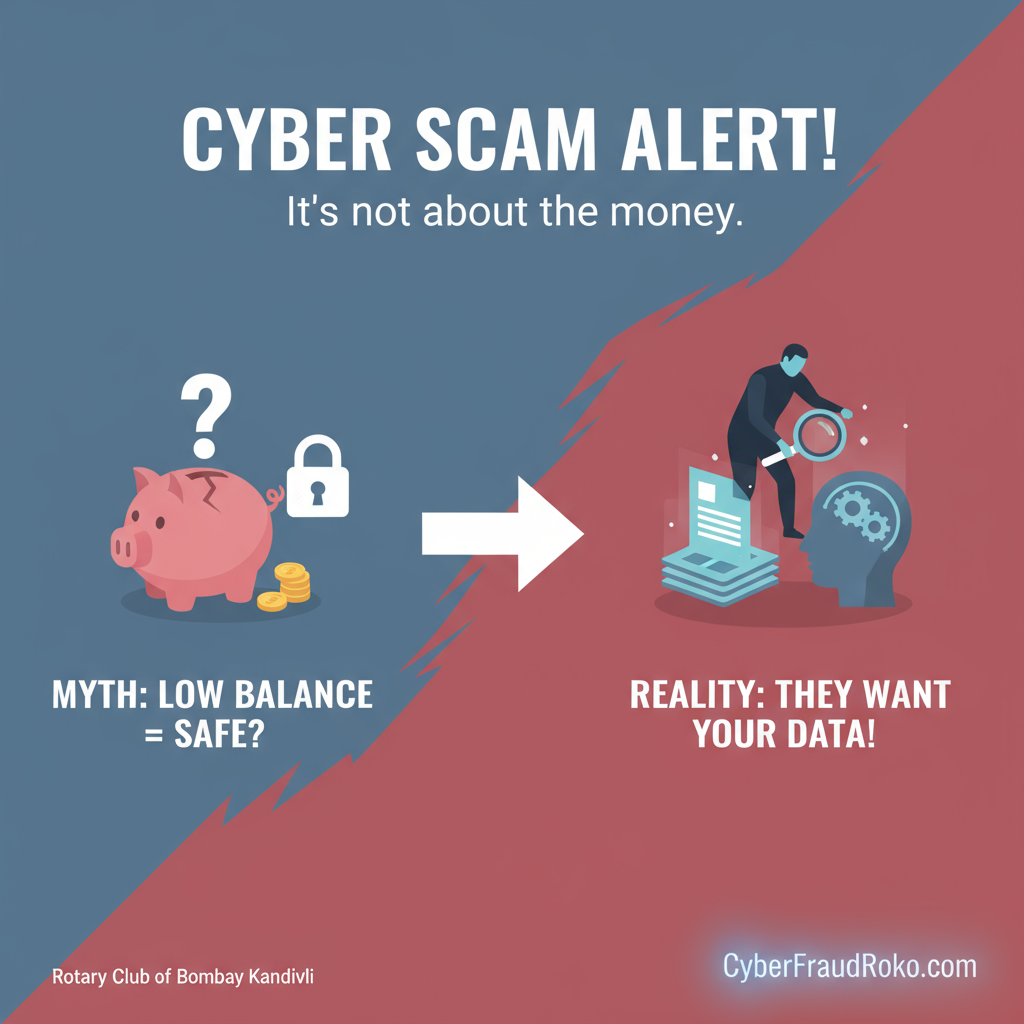 CYBER SCAM ALERT!
It's not about the money.
?
MYTH: LOW BALANCE
= SAFE?
REALITY: THEY WANT
YOUR DATA!
Rotary Club of Bombay Kandivli
CyberFraudRoko.com